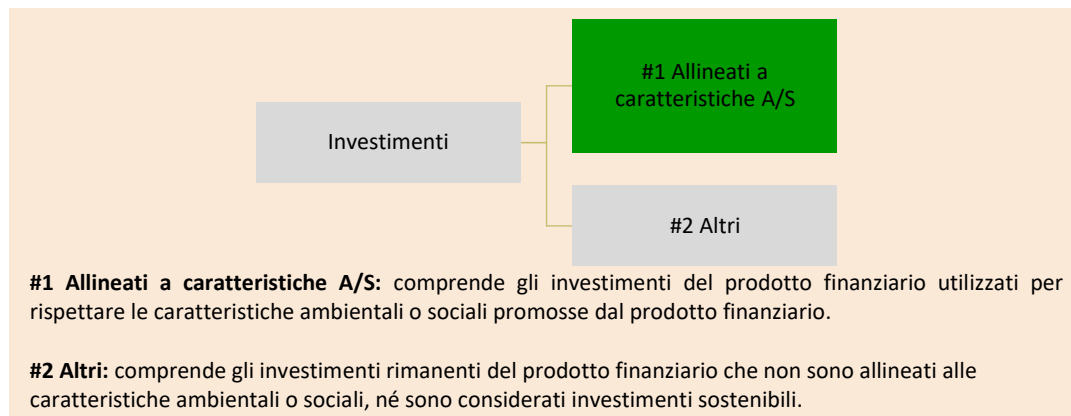 #1 Allineati a
caratteristiche A/S
Investimenti
#2 Altri
#1 Allineati a caratteristiche A/S: comprende gli investimenti del prodotto finanziario utilizzati per
rispettare le caratteristiche ambientali o sociali promosse dal prodotto finanziario.
#2 Altri: comprende gli investimenti rimanenti del prodotto finanziario che non sono allineati alle
caratteristiche ambientali o sociali, né sono considerati investimenti sostenibili.